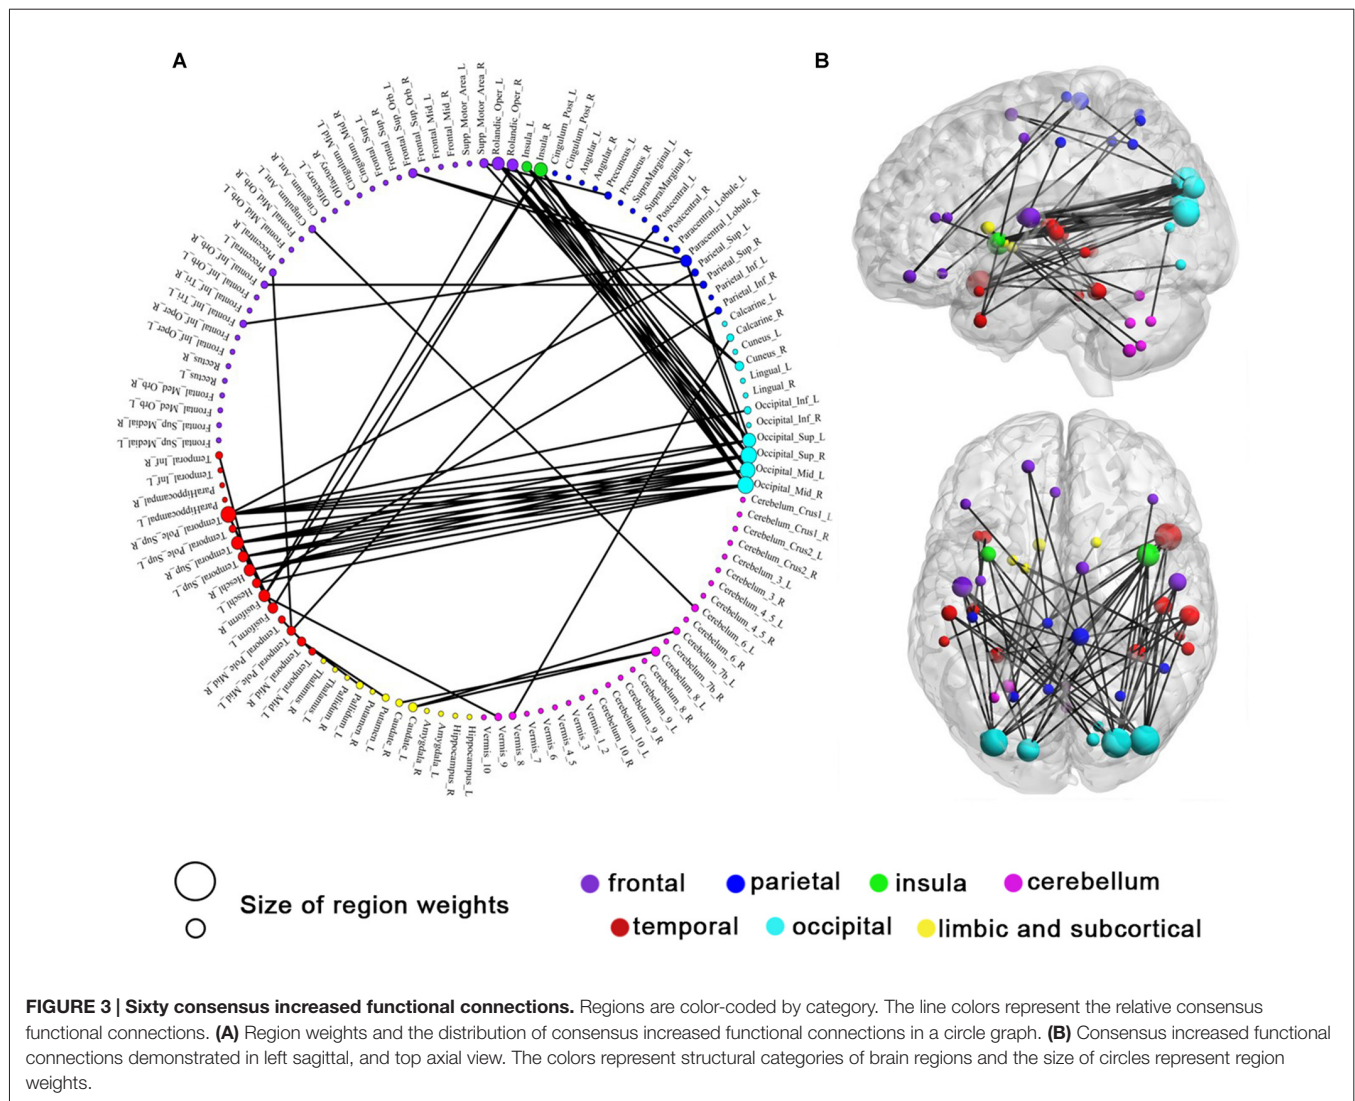 A
B
Supp_Motor_Area_L
Supp_Motor_Area_R
Rolandic_Oper_L
Rolandic_Oper_R
Insula_L
Insula_R
Cingulum_Post_L
Cingulum_Post_R
Angular_L
Angular_R
Precuneus_L
Precuneus_R
SupraMarginal_L
SupraMarginal_R
Postcentral_L
Postcentral_R
Paracentral_Lobule_L
Paracentral_Lobule_R
Parietal_Sup_L
Parietal_Sup_R
Parietal_Inf_L
Parietal_Inf_R
Calcarine_L
Calcarine_R
Cuneus_L
Cuneus_R
Lingual_L
Lingual_R
Occipital_Inf_L
Occipital_Inf_R
Occipital_Sup_L
Occipital_Sup_R
Occipital_Mid_L
Occipital_Mid_R
Cerebelum_Crus1_L
Cerebelum_Crus1_R
Cerebelum_Crus2_L
Cerebelum_Crus2_R
Cerebelum_3_L
Cerebelum_3_R
Cerebelum_4_5_L
Cerebelum_4_5_R
Cerebelum_6_L
Cerebelum_6_R
Cerebelum_7b_L
Cerebelum_7b_R
Cerebelum_8_L
Cerebelum_8_R
Cerebelum_9_L
Cerebelum_9_R
Cerebelum_10_L
Cerebelum_10_R
Vermis_1_2
Vermis_3
Vermis_4_5
Vermis_6
Vermis_7
Vermis_8
Vermis_9
Vermis_10
Hippocampus_L
Hippocampus_R
Amygdala_L
Amygdala_R
Caudate_L
Caudate_R
Putamen_L
Putamen_R
Pallidum_L
Pallidum_R
Thalamus_L
Thalamus_R
Temporal_Mid_L
Temporal_Mid_R
Temporal_Pole_Mid_L
Temporal_Pole_Mid_R
Fusiform_L
Fusiform_R
Heschl_L
Heschl_R
Temporal_Sup_L
Temporal_Sup_R
Temporal_Pole_Sup_L
Temporal_Pole_Sup_R
ParaHippocampal_L
ParaHippocampal_R
Temporal_Inf_L
Temporal_Inf_R
Frontal_Sup_Medial_L
Frontal_Sup_Medial_R
Frontal_Med_Orb_L
Frontal_Med_Orb_R
Rectus_L
Rectus_R
Frontal_Inf_Oper_L
Frontal_Inf_Oper_R
Frontal_Inf_Tri_L
Frontal_Inf_Tri_R
Frontal_Inf_Orb_L
Frontal_Inf_Orb_R
Precentral_L
Precentral_R
Frontal_Mid_Orb_L
Frontal_Mid_Orb_R
Cingulum_Ant_L
Cingulum_Ant_R
Olfactory_L
Olfactory_R
Cingulum_Mid_L
Cingulum_Mid_R
Frontal_Sup_L
Frontal_Sup_R
Frontal_Sup_Orb_L
Frontal_Sup_Orb_R
Frontal_Mid_L
Frontal_Mid_R
Size of region weights
frontal
parietal
insula
cerebellum
temporal
occipital
limbic and subcortical
FIGURE 3 | Sixty consensus increased functional connections. Regions are color-coded by category. The line colors represent the relative consensus
functional connections. (A) Region weights and the distribution of consensus increased functional connections in a circle graph. (B) Consensus increased functional
connections demonstrated in left sagittal, and top axial view. The colors represent structural categories of brain regions and the size of circles represent region
weights.